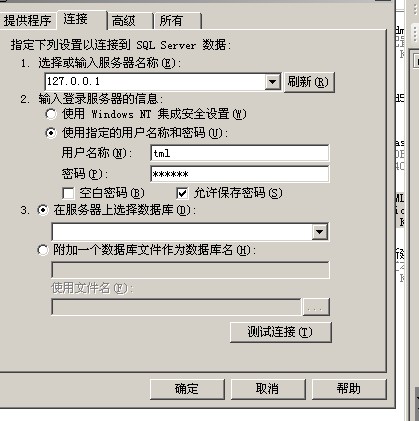 提供程序 连接 高级 所有
指定下列设置以连接到 SQL Server 数据:
1. 选择或输入服务器名称(E):
127.0.0.1 刷新(R)
2. 输入登录服务器的信息:
使用 Windows NT 集成安全设置(W)
使用指定的用户名称和密码(U):
用户名称(N): tml
密码(P): ******
空白密码(B) 允许保存密码(S)
3. 在服务器上选择数据库(D):
附加一个数据库文件作为数据库名(H):
使用文件名(F):
...
测试连接(T)
确定 取消 帮助